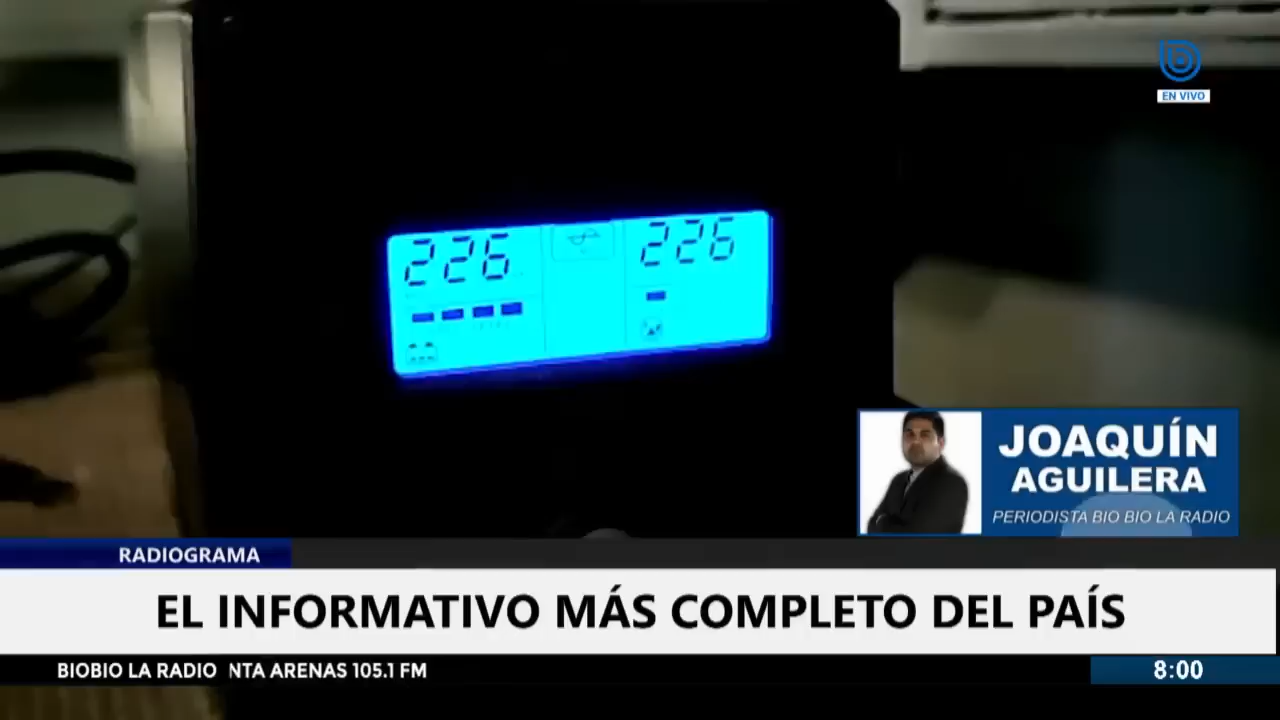 EN VIVO
226
226
JOAQUÍN
AGUILERA
PERIODISTA BIO BIO LA RADIO
RADIOGRAMA
EL INFORMATIVO MÁS COMPLETO DEL PAÍS
BIOBIO LA RADIO NTA ARENAS 105.1 FM
8:00